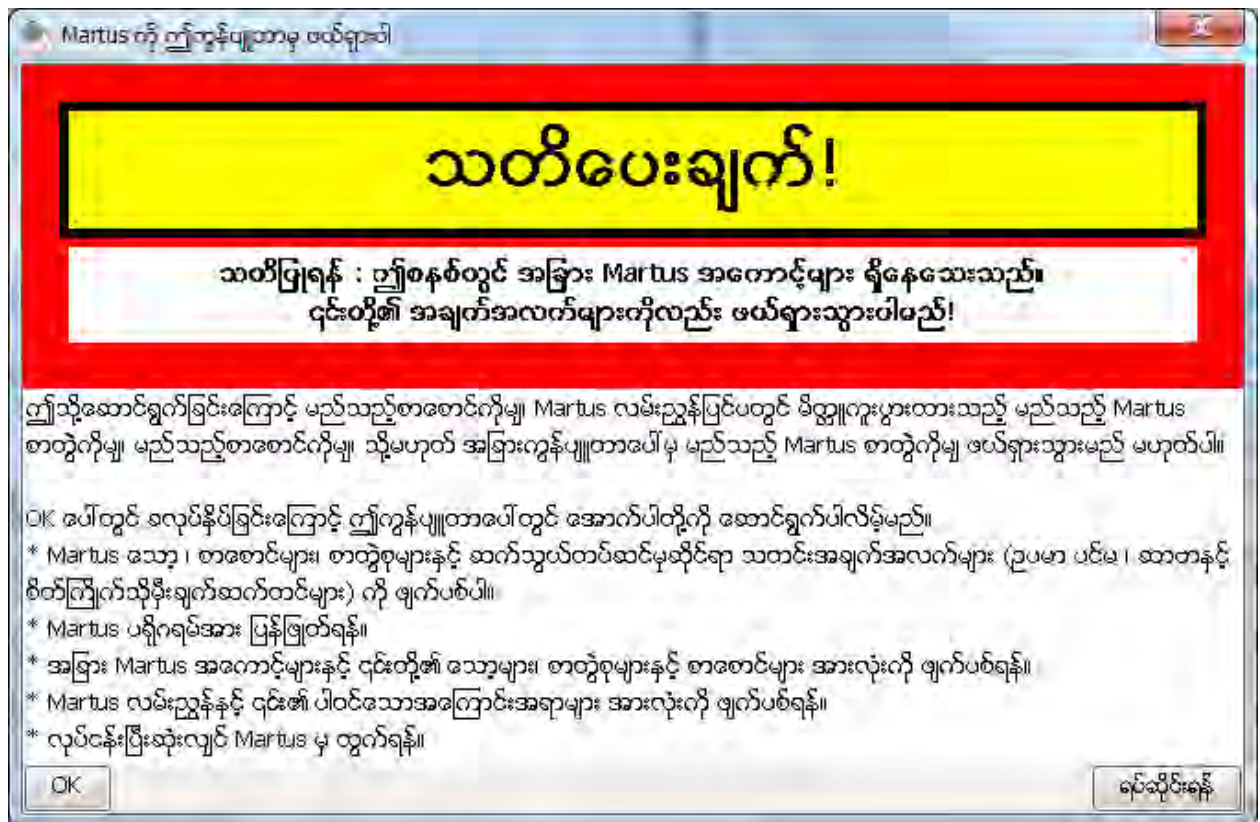 Martus ကို ဤကွန်ပျူတာမှ ဖယ်ရှားပါ
သတိပေးချက်!
သတိပြုရန် : ဤစနစ်တွင် အခြား Martus အကောင့်များ ရှိနေသေးသည်။
၎င်းတို့၏ အချက်အလက်များကိုလည်း ဖယ်ရှားသွားပါမည်!
ဤသို့ဆောင်ရွက်ခြင်းကြောင့် မည်သည့်စာစောင်ကိုမျှ၊ Martus လမ်းညွှန်ပြင်ပတွင် မိတ္တူကူးပွားထားသည့် မည်သည့် Martus
စာတွဲကိုမျှ၊ မည်သည့်စာစောင်ကိုမျှ၊ သို့မဟုတ် အခြားကွန်ပျူတာပေါ်မှ မည်သည့် Martus စာတွဲကိုမျှ ဖယ်ရှားသွားမည် မဟုတ်ပါ။
OK ပေါ်တွင် ခလုပ်နှိပ်ခြင်းကြောင့် ဤကွန်ပျူတာပေါ်တွင် အောက်ပါတို့ကို ဆောင်ရွက်ပါလိမ့်မည်။
* Martus သော့ ၊ စာစောင်များ၊ စာတွဲစုများနှင့် ဆက်သွယ်တပ်ဆင်မှုဆိုင်ရာ သတင်းအချက်အလက်များ (ဥပမာ ပင်မ ၊ ဆာဗာနှင့်
စိတ်ကြိုက်သိုမှီးချက်ဆက်တင်များ) ကို ဖျက်ပစ်ပါ။
* Martus ပရိုဂရမ်အား ပြန်ဖြုတ်ရန်။
* အခြား Martus အကောင့်များနှင့် ၎င်းတို့၏ သော့များ၊ စာတွဲစုများနှင့် စာစောင်များ အားလုံးကို ဖျက်ပစ်ရန်။
* Martus လမ်းညွှန်နှင့် ၎င်း၏ ပါဝင်သောအကြောင်းအရာများ အားလုံးကို ဖျက်ပစ်ရန်။
* လုပ်ငန်းပြီးဆုံးလျှင် Martus မှ ထွက်ရန်။
OK
ရပ်ဆိုင်းရန်